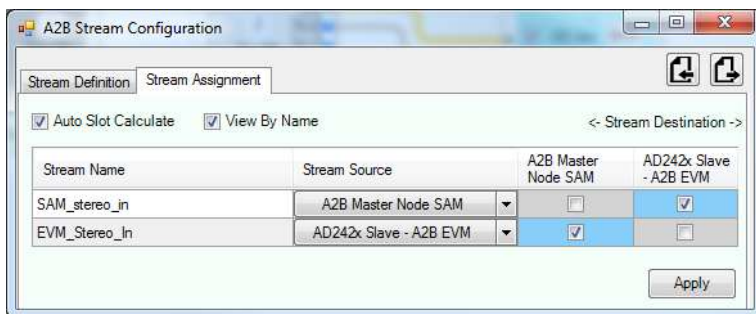 A2B Stream Configuration
Stream Definition
Stream Assignment
Auto Slot Calculate
View By Name
<- Stream Destination ->
Stream Name
Stream Source
A2B Master Node SAM
AD242x Slave - A2B EVM
SAM_stereo_in
A2B Master Node SAM
EVM_Stereo_In
AD242x Slave - A2B EVM
Apply